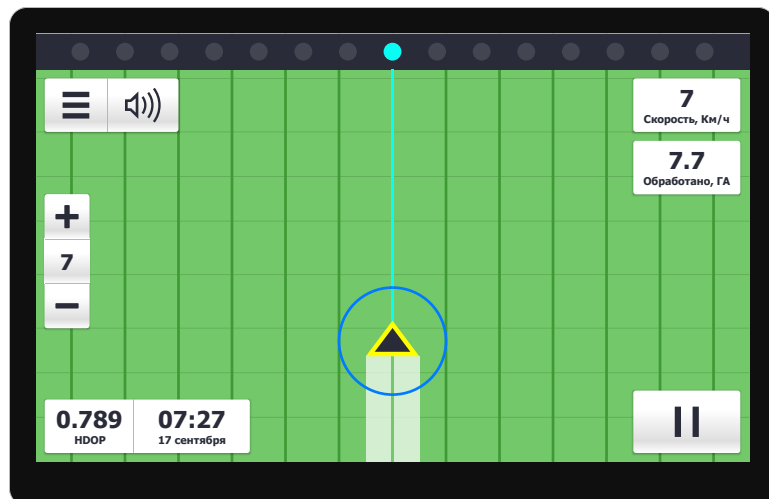 7
Скорость, Км/ч
7.7
Обработано, ГА
7
0.789
HDOP
07:27
17 сентября